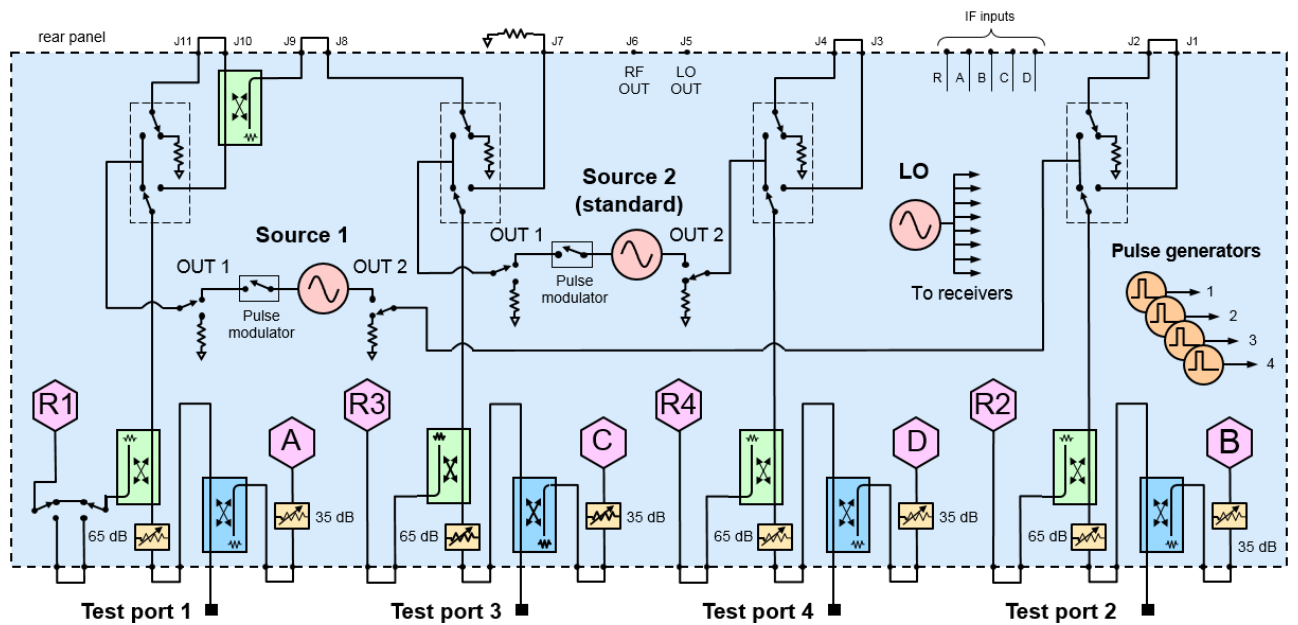 IF inputs
rear panel
J11
J10
J9
J8
J7
J6
J5
J4
J3
J2
J1
RF
OUT
LO
OUT
R
A
B
C
D
Source 2
(standard)
LO
Source 1
OUT 1
OUT 2
Pulse
modulator
OUT 1
OUT 2
Pulse
modulator
To receivers
Pulse generators
1
2
3
4
R1
A
R3
C
R4
D
R2
B
65 dB
35 dB
65 dB
35 dB
65 dB
35 dB
65 dB
35 dB
Test port 1
Test port 3
Test port 4
Test port 2